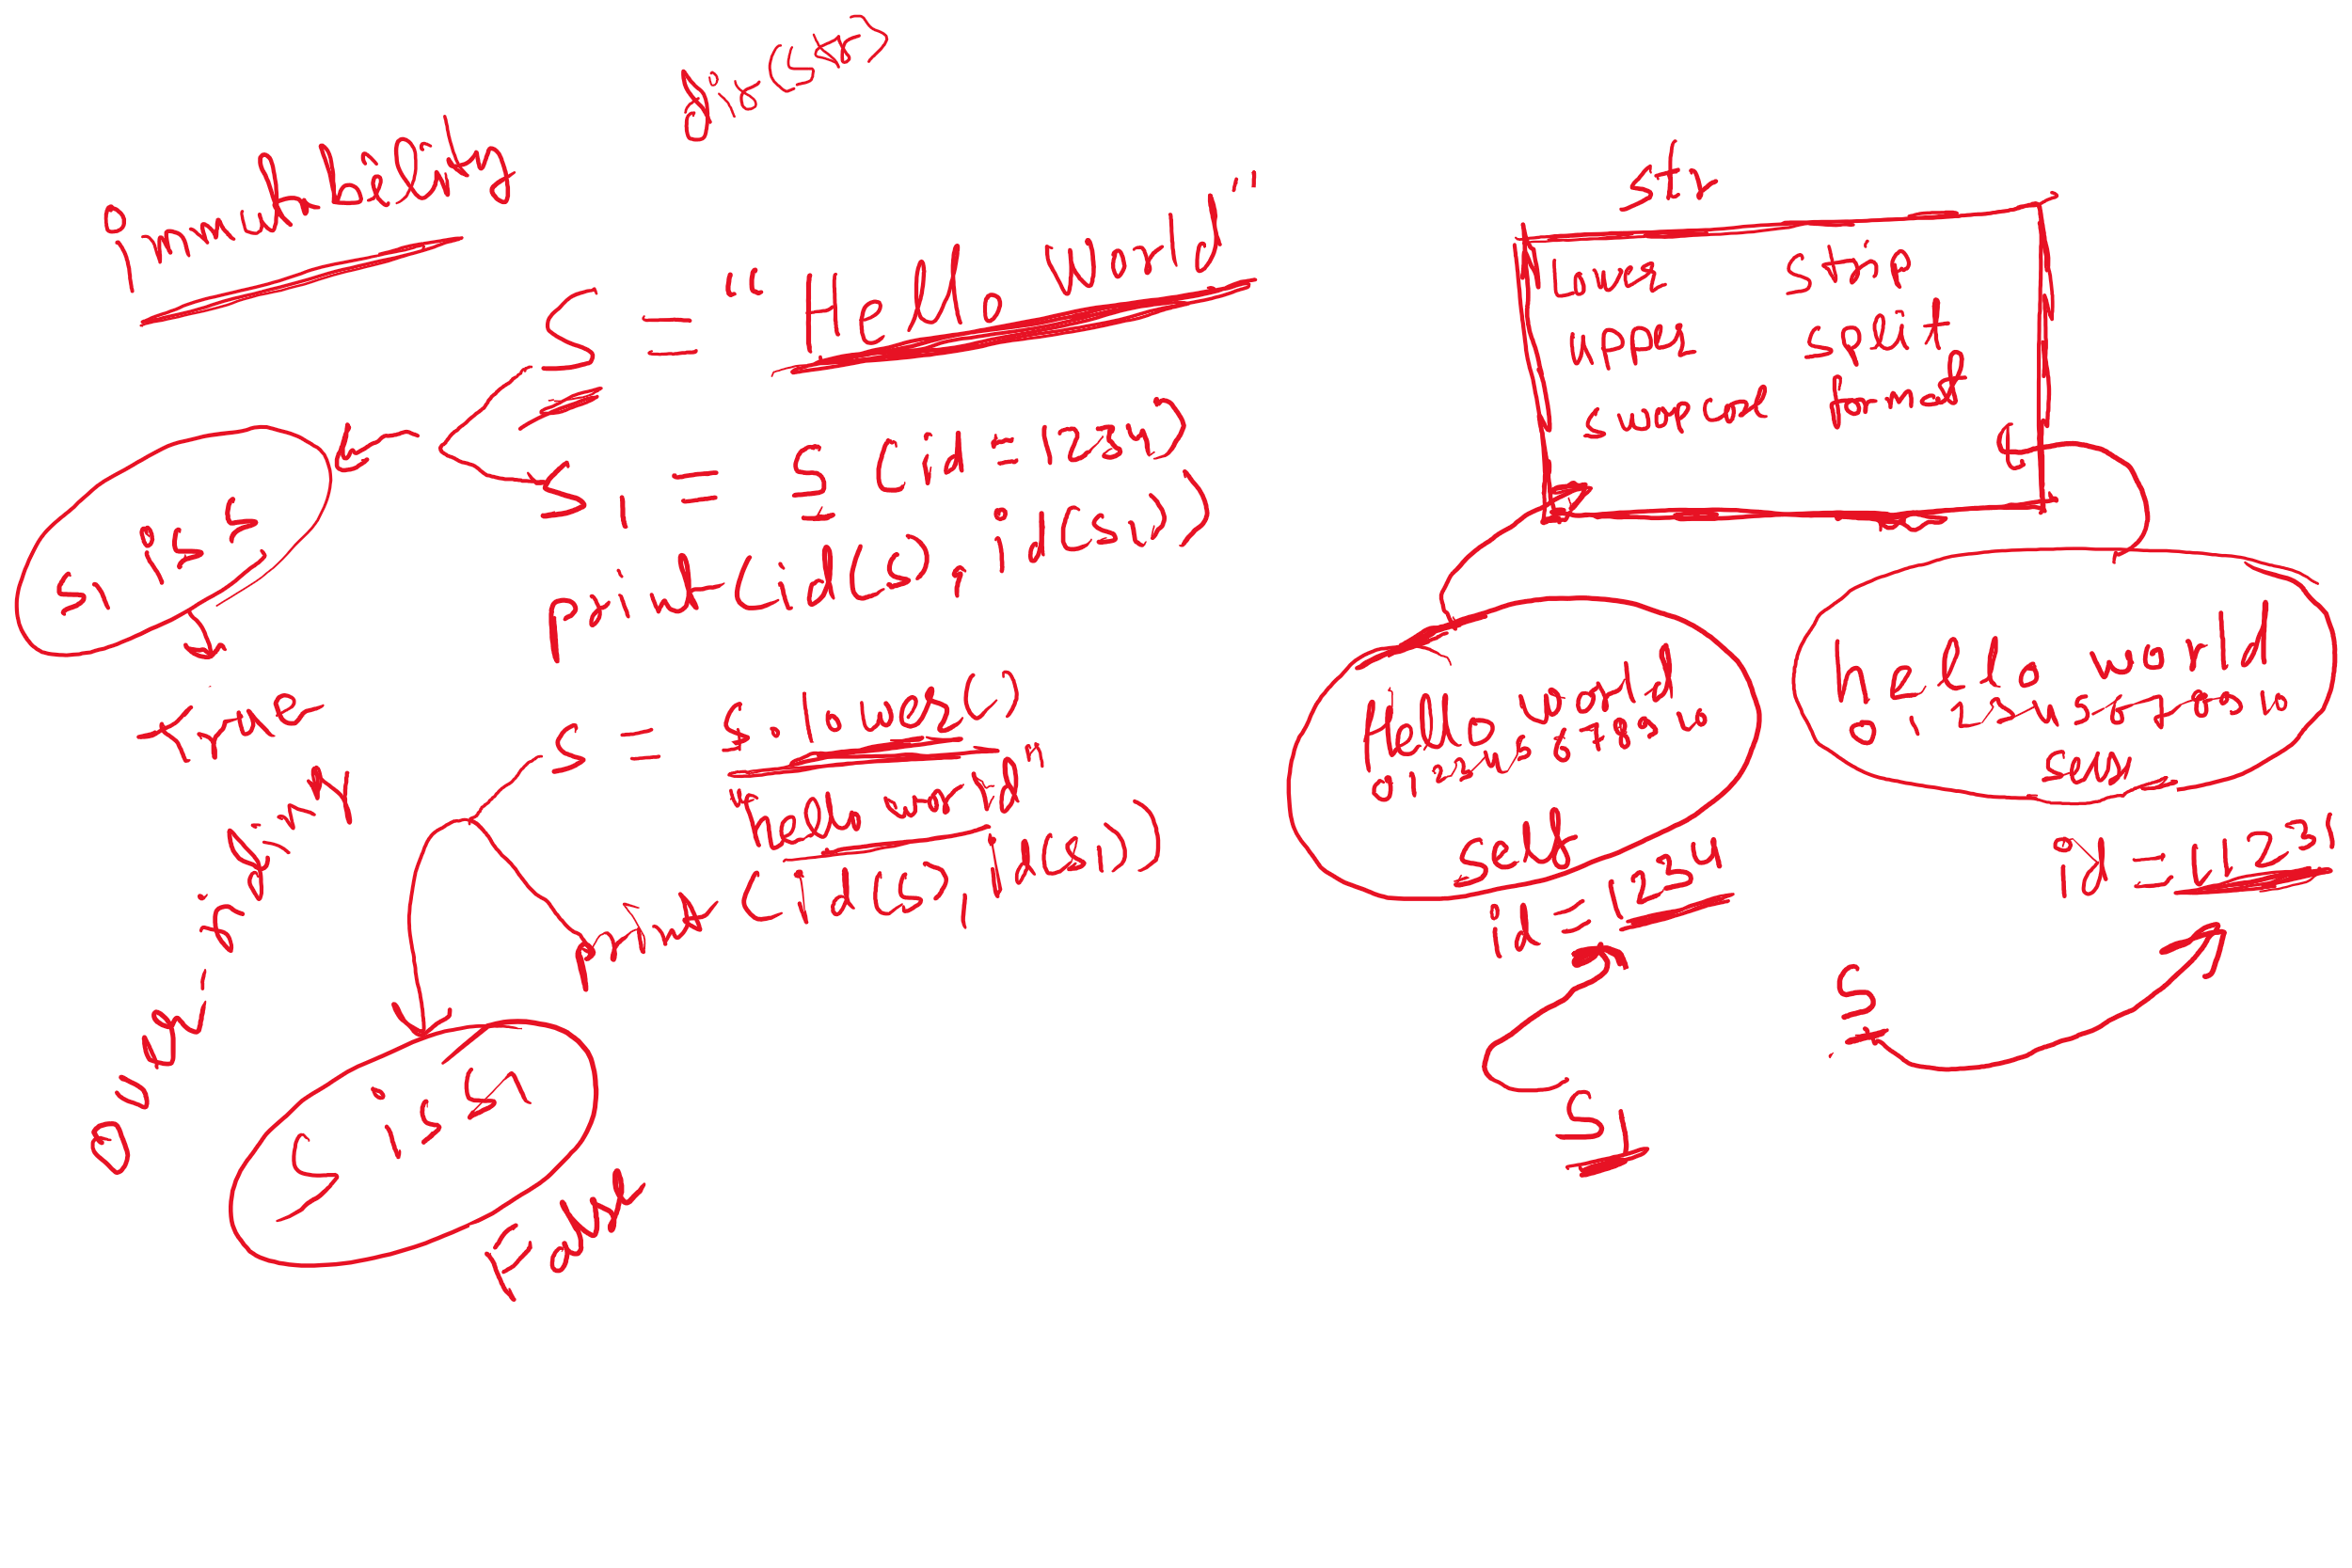 immutability
dir(str)
S = "Hello World"
S1 = S (id=1234)
print(id(s), id(s1))
S1 is S
True
S = s.lower()
"hello world"
print(id(s), id(s1))
S is S1
False
over-riding
str
lower strip
upper split
swapcase format
Hello world
0 1 2 3 4 5 6 7 8 9 10
self
id = 1234
S1
hello world
0 1 2 3 4 5 6 7 8 9 10
self
id = 11231
S